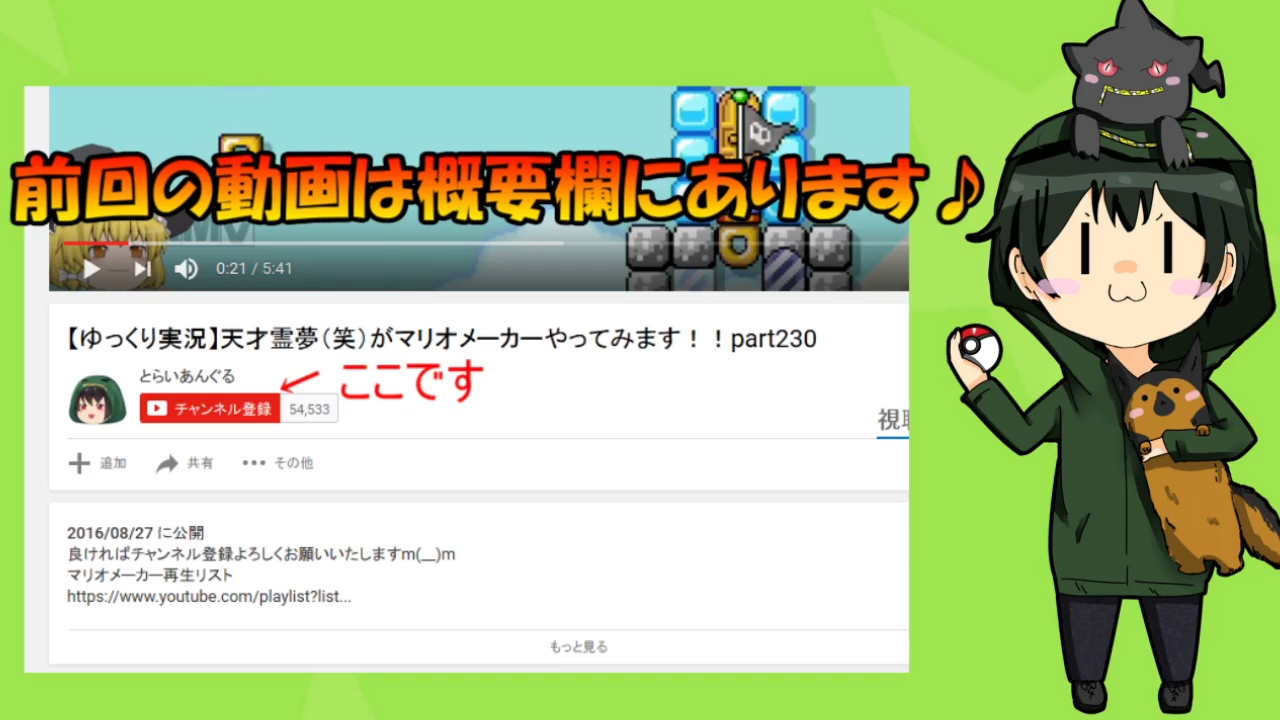 前回の動画は概要欄にあります♪
0:21 / 5:41
【ゆっくり実況】天才霊夢（笑）がマリオメーカーやってみます！！part230
とらいあんぐる
チャンネル登録 54,533
ここです
視聴
追加 共有 その他
2016/08/27 に公開
良ければチャンネル登録よろしくお願いいたしますm(__)m
マリオメーカー再生リスト
https://www.youtube.com/playlist?list...
もっと見る